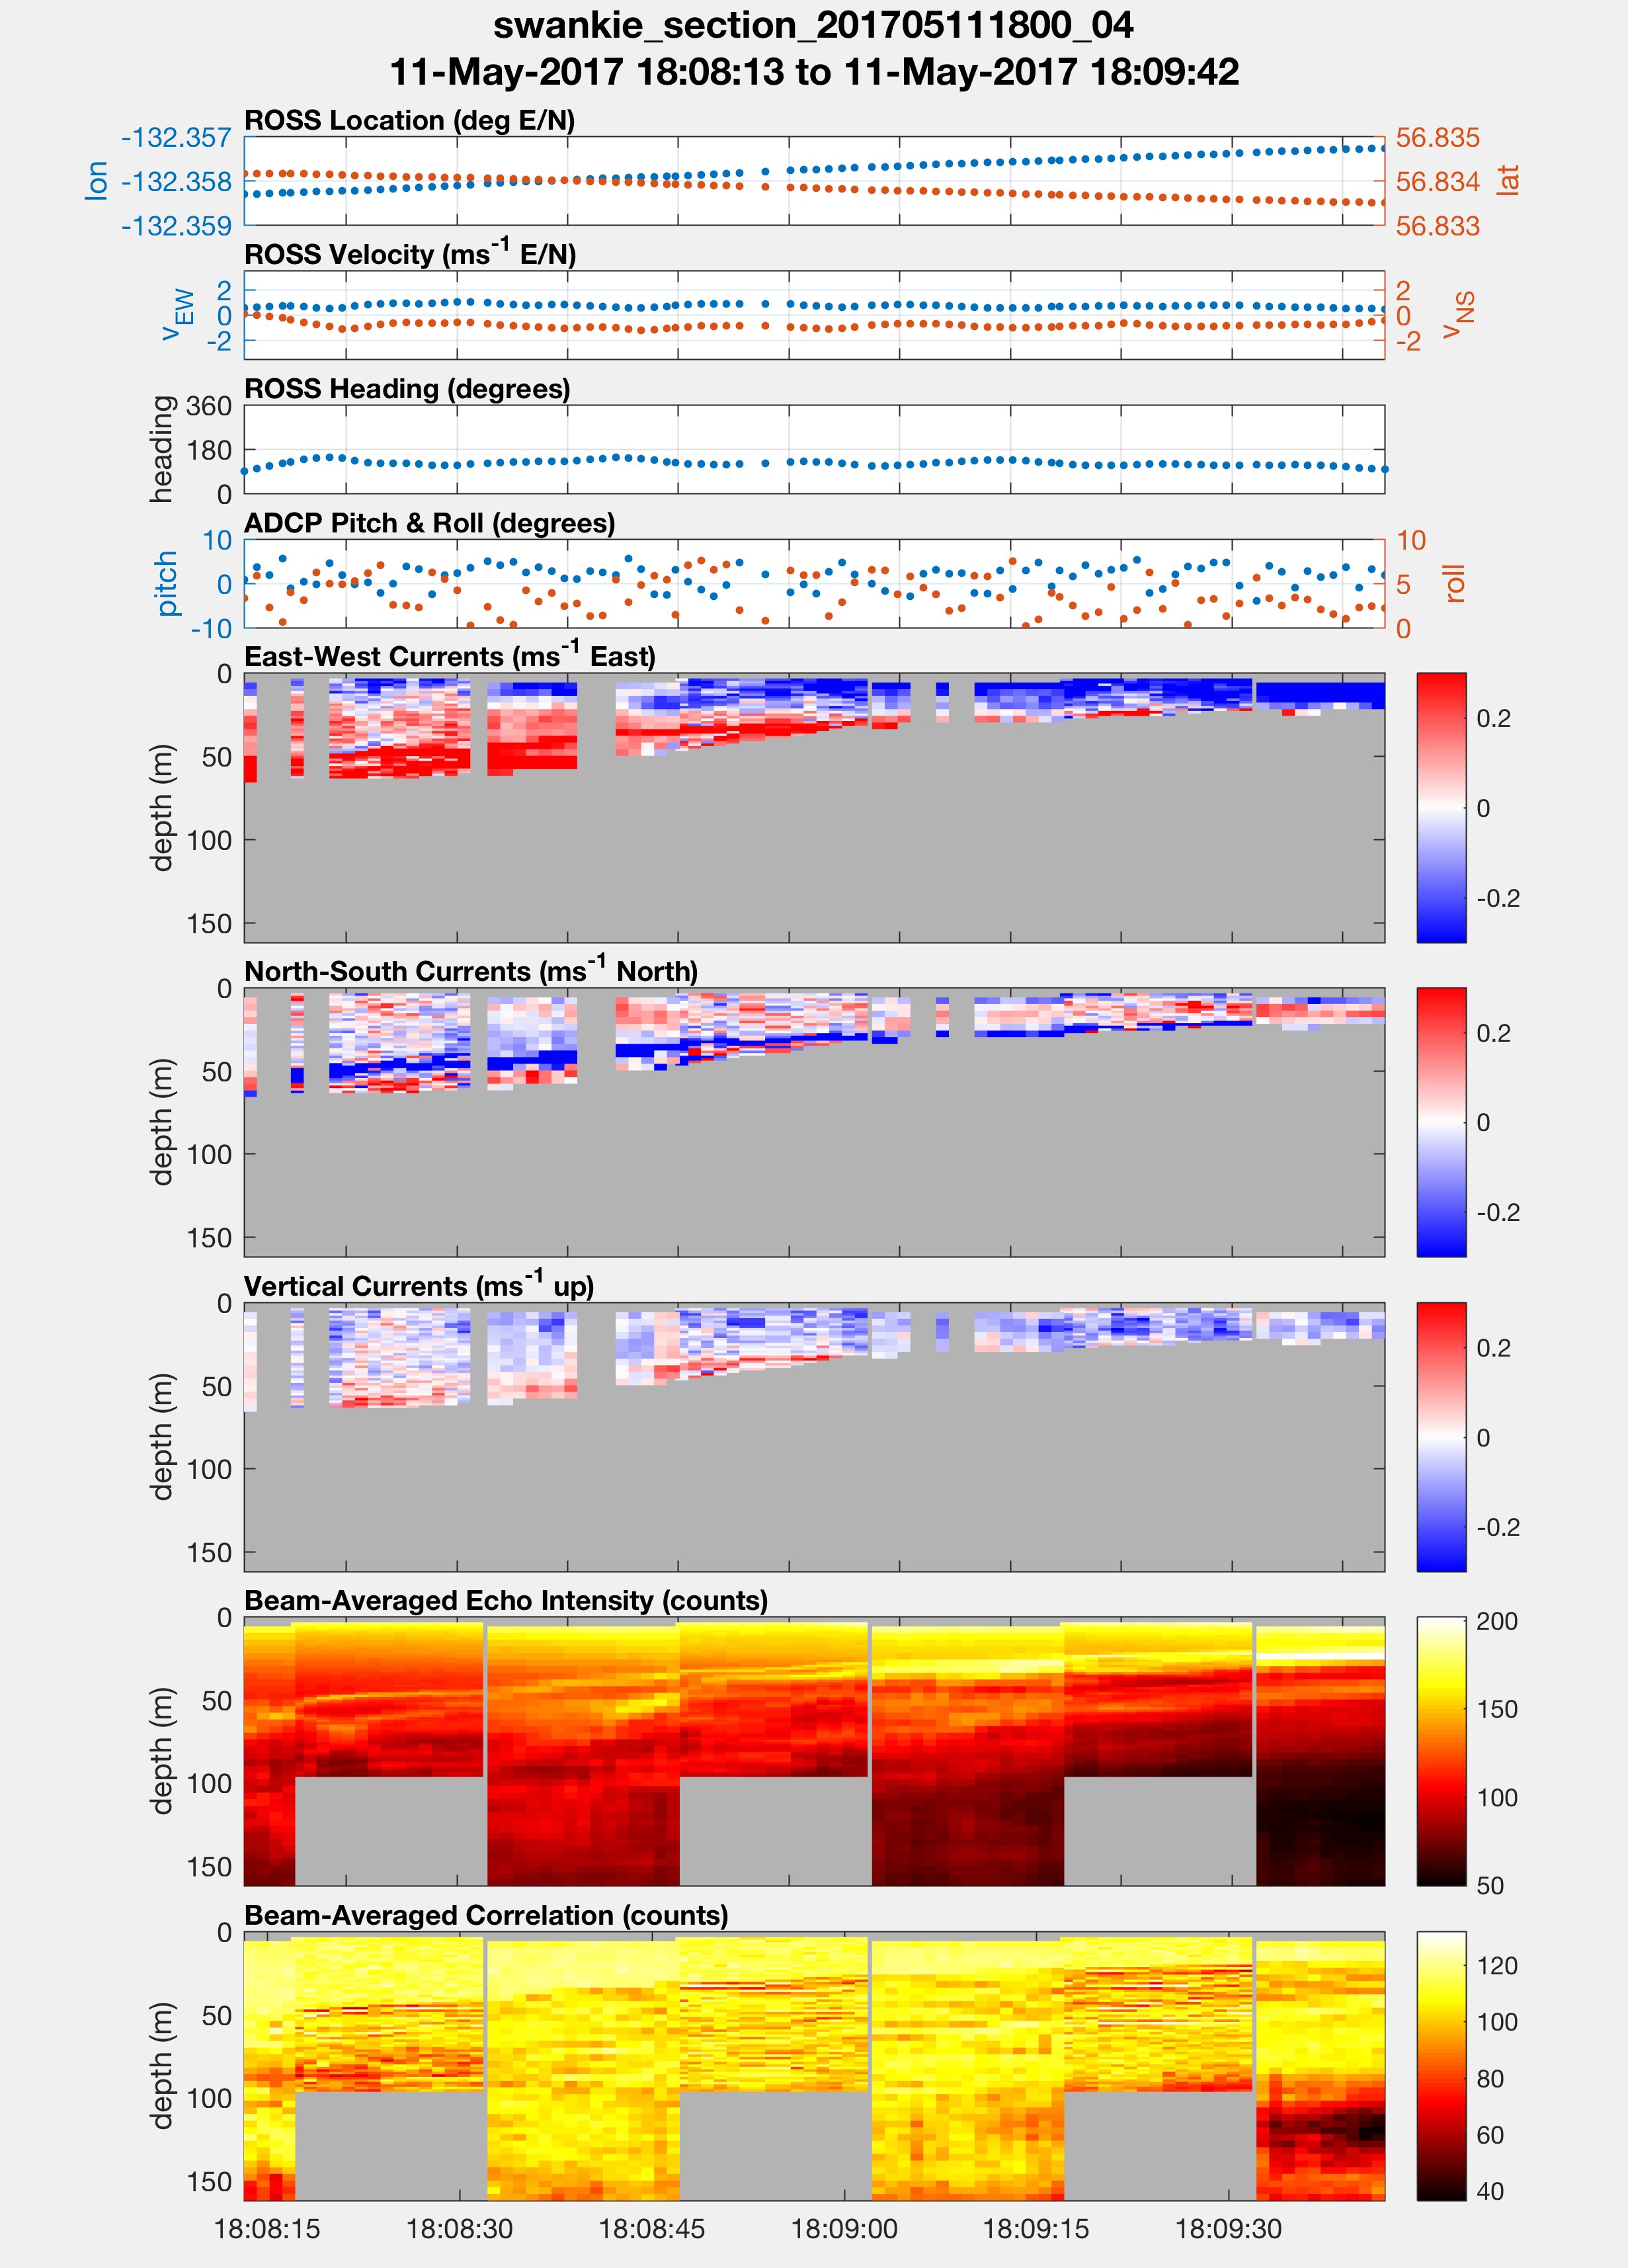 swankie_section_201705111800_04
11-May-2017 18:08:13 to 11-May-2017 18:09:42
ROSS Location (deg E/N)
-132.357
-132.358
-132.359
lon
56.835
56.834
56.833
lat
ROSS Velocity (ms-1 E/N)
2
0
-2
vEW
2
0
-2
vNS
ROSS Heading (degrees)
360
180
0
heading
ADCP Pitch & Roll (degrees)
10
0
-10
pitch
10
5
0
roll
East-West Currents (ms-1 East)
0
50
100
150
depth (m)
0.2
0
-0.2
North-South Currents (ms-1 North)
0
50
100
150
depth (m)
0.2
0
-0.2
Vertical Currents (ms-1 up)
0
50
100
150
depth (m)
0.2
0
-0.2
Beam-Averaged Echo Intensity (counts)
0
50
100
150
depth (m)
200
150
100
50
Beam-Averaged Correlation (counts)
0
50
100
150
depth (m)
120
100
80
60
40
18:08:15 18:08:30 18:08:45 18:09:00 18:09:15 18:09:30